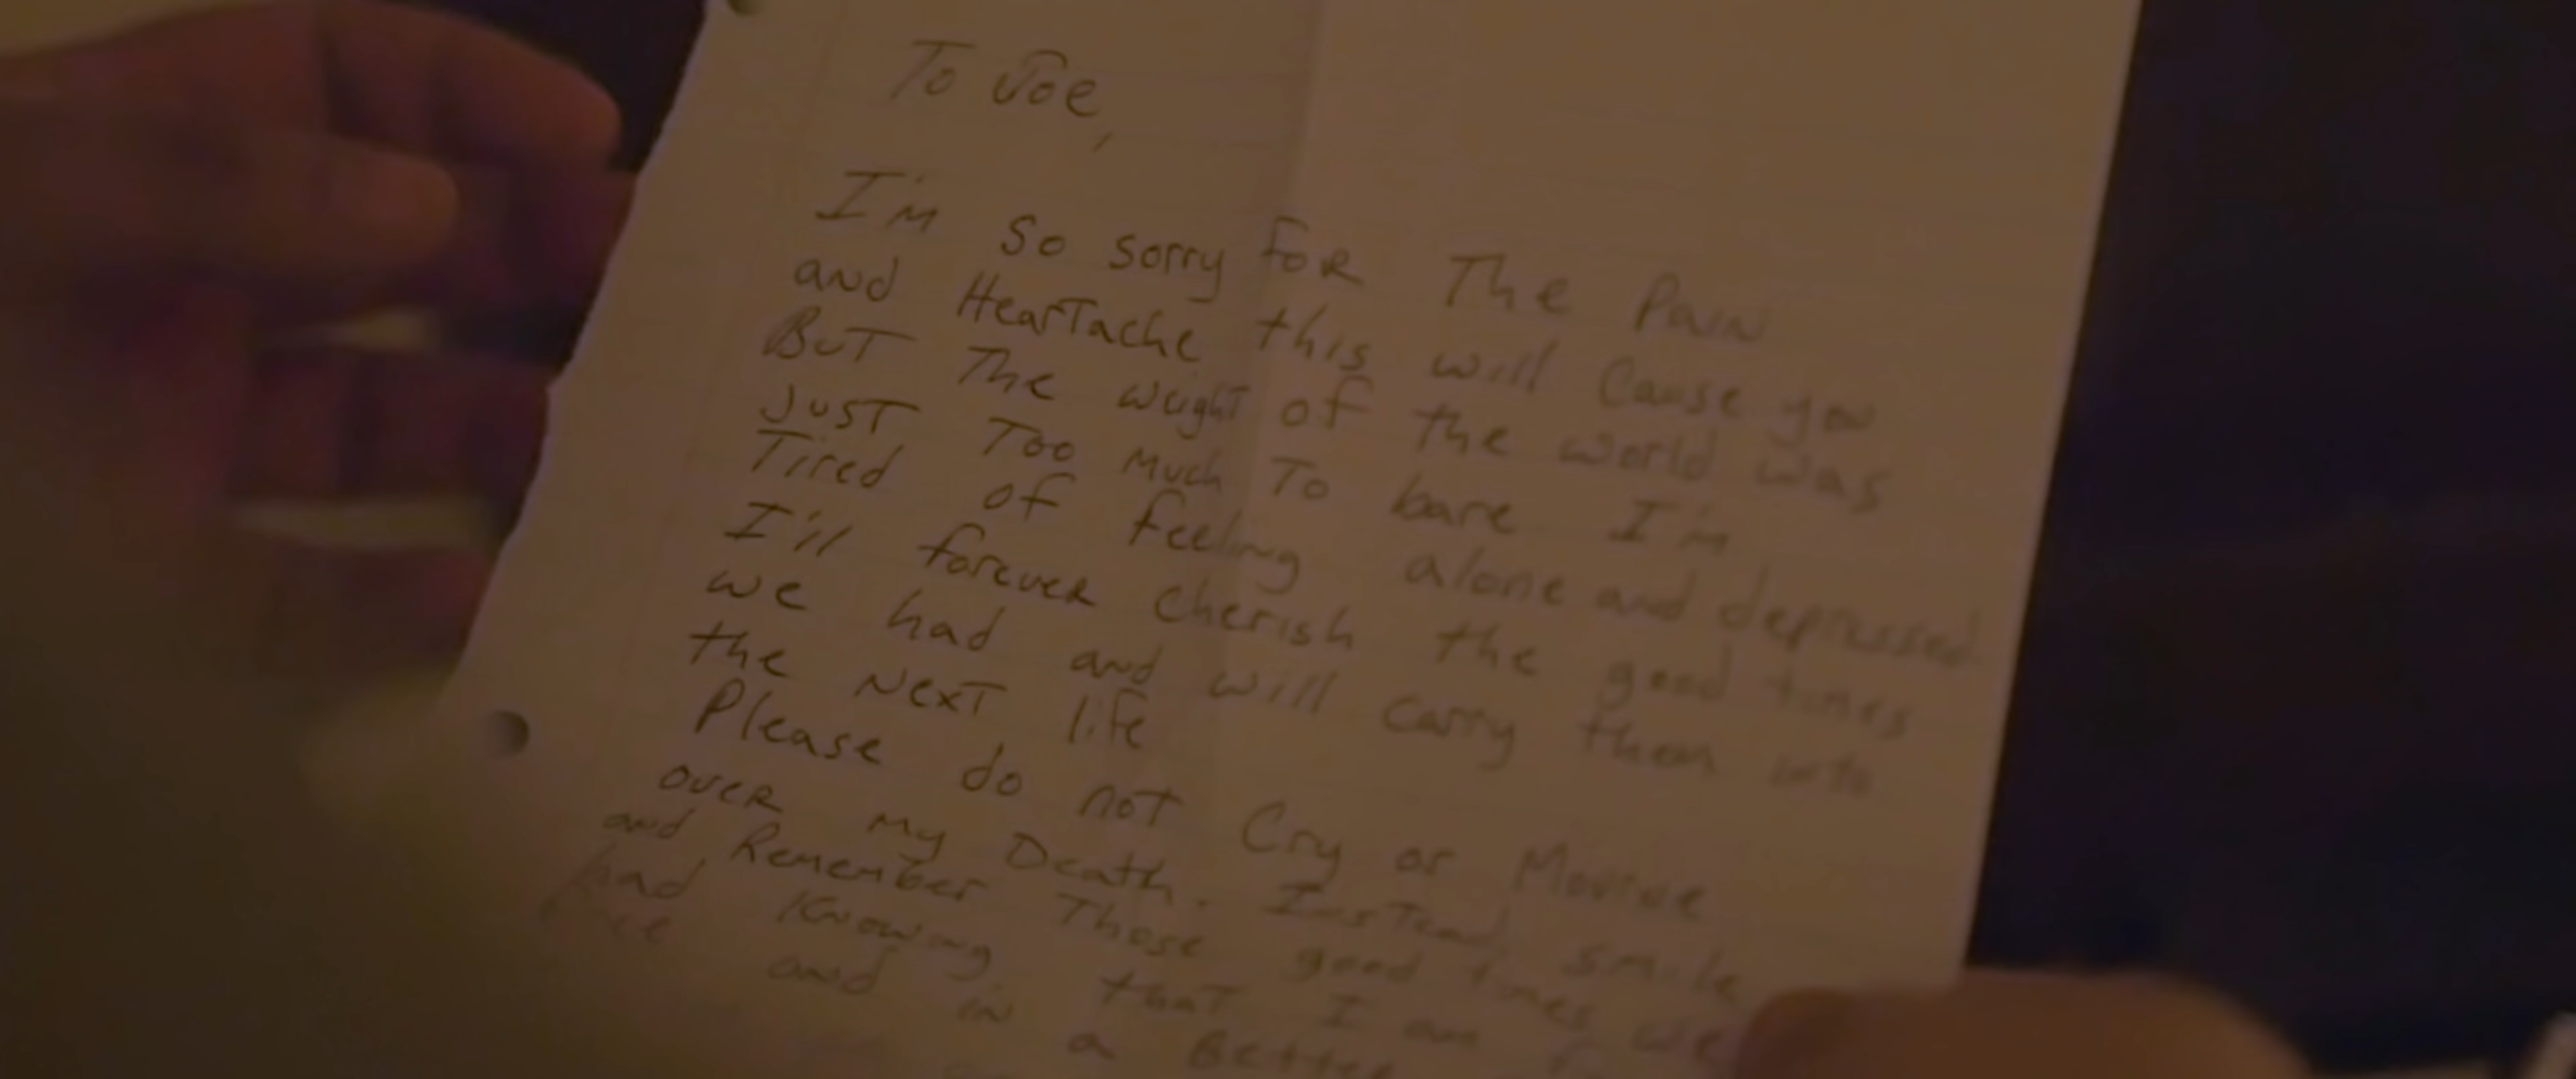 To Joe,
I'm so sorry FOR The Pain
and HearTache this will Cause you
BuT The weighT of the world was
JusT Too Much To bare I'm
Tired of feeling alone and depressed
I'll forever Cherish the good times
we had and will carry them into
the NexT life
Please do not Cry or Mourne
over My Death. InsTead smile
and Remember Those good times we
had Knowing that I am
and in a Better